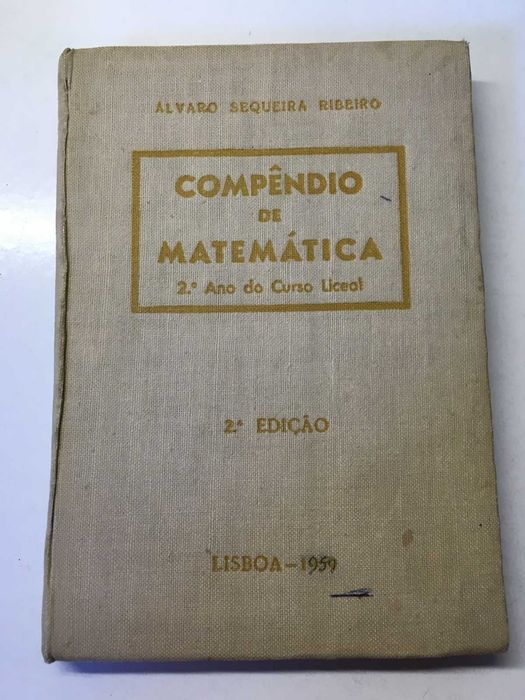 ÁLVARO SEQUEIRA RIBEIRO
COMPÊNDIO
DE
MATEMÁTICA
2.º Ano do Curso Liceal
2.ª EDIÇÃO
LISBOA - 1959